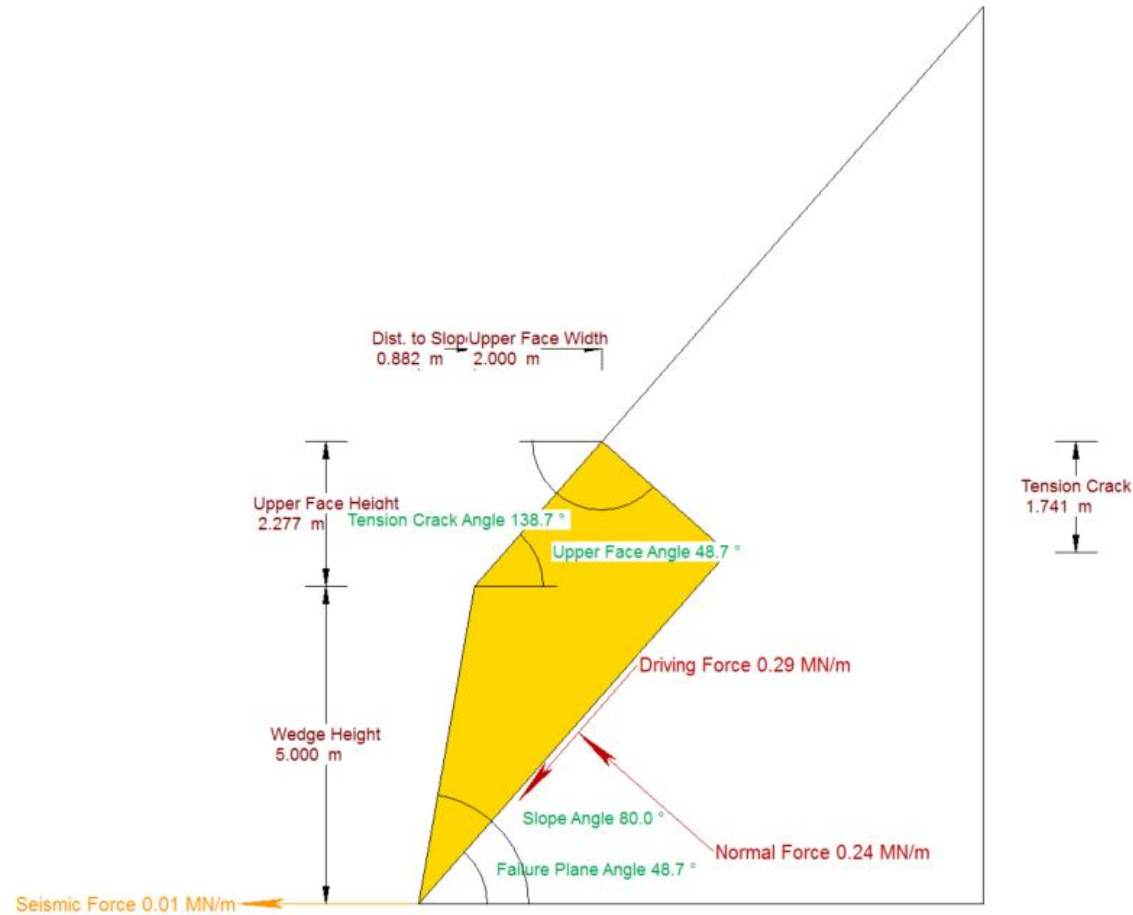 Dist. to Slop Upper Face Width
0.882 m 2.000 m
Tension Crack
1.741 m
Upper Face Height
2.277 m
Tension Crack Angle 138.7 °
Upper Face Angle 48.7 °
Driving Force 0.29 MN/m
Wedge Height
5.000 m
Slope Angle 80.0 °
Normal Force 0.24 MN/m
Failure Plane Angle 48.7 °
Seismic Force 0.01 MN/m